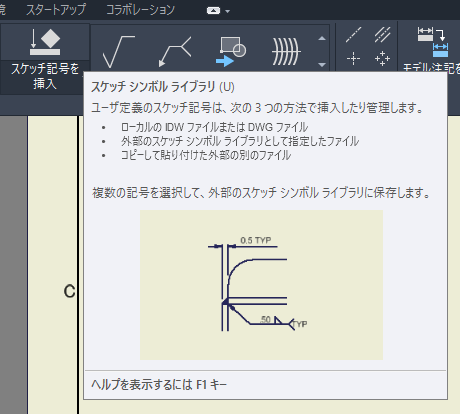 境 スタートアップ コラボレーション
スケッチ記号を
挿入
モデル注記を
スケッチ シンボル ライブラリ (U)
ユーザ定義のスケッチ記号は、次の 3 つの方法で挿入したり管理します。
• ローカルの IDW ファイルまたは DWG ファイル
• 外部のスケッチ シンボル ライブラリとして指定したファイル
• コピーして貼り付けた外部の別のファイル
複数の記号を選択して、外部のスケッチ シンボル ライブラリに保存します。
0.5 TYP
C
.50 TYP
ヘルプを表示するには F1 キー